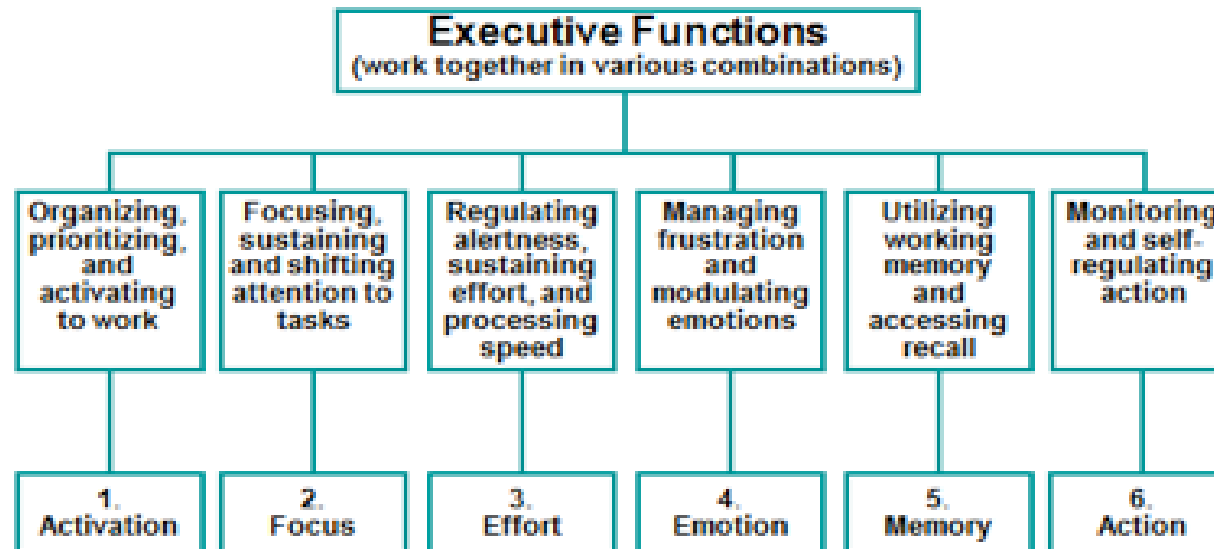 Executive Functions
(work together in various combinations)
Organizing,
prioritizing,
and
activating
to work
Focusing,
sustaining
and shifting
attention to
tasks
Regulating
alertness,
sustaining
effort, and
processing
speed
Managing
frustration
and
modulating
emotions
Utilizing
working
memory
and
accessing
recall
Monitoring
and self-
regulating
action
1.
Activation
2.
Focus
3.
Effort
4.
Emotion
5.
Memory
6.
Action